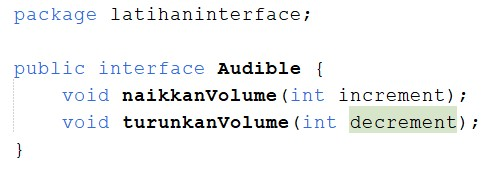 package latihaninterface;
public interface Audible {
void naikkanVolume(int increment);
void turunkanVolume(int decrement);
}